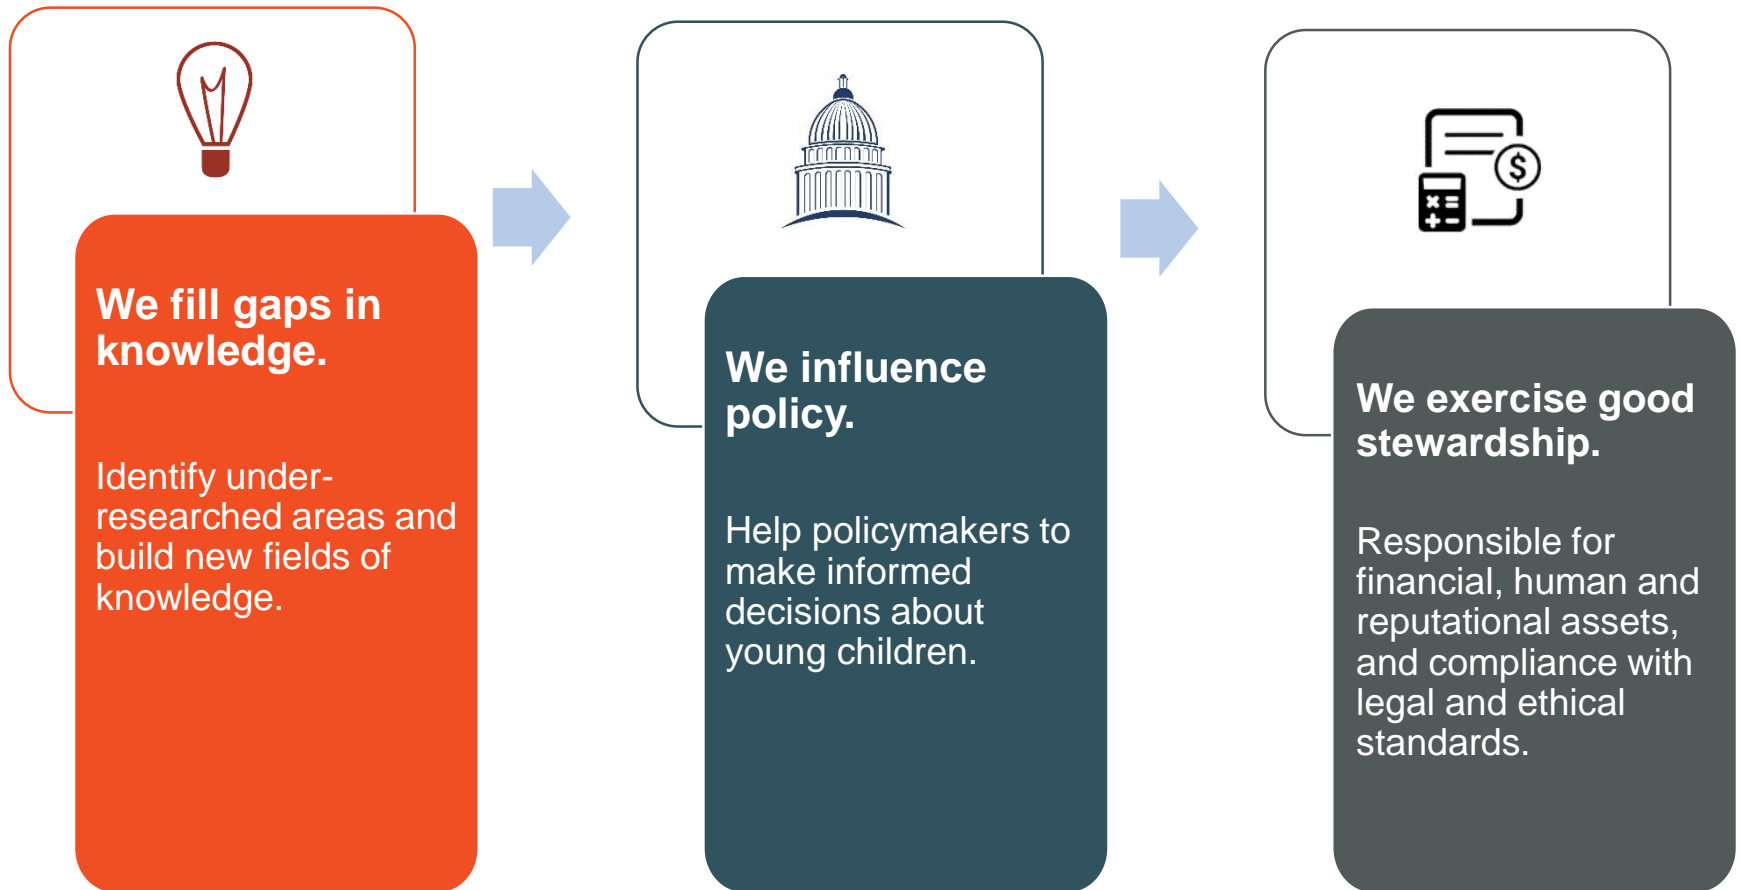 We fill gaps in
knowledge.
Identify under-
researched areas and
build new fields of
knowledge.
We influence
policy.
Help policymakers to
make informed
decisions about
young children.
$
We exercise good
stewardship.
Responsible for
financial, human and
reputational assets,
and compliance with
legal and ethical
standards.